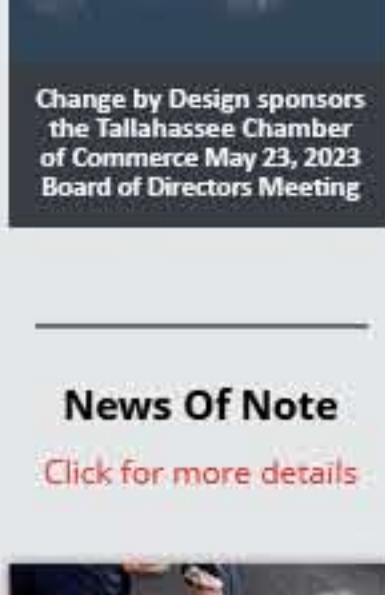 Change by Design sponsors
the Tallahassee Chamber
of Commerce May 23, 2023
Board of Directors Meeting
News Of Note
Click for more details